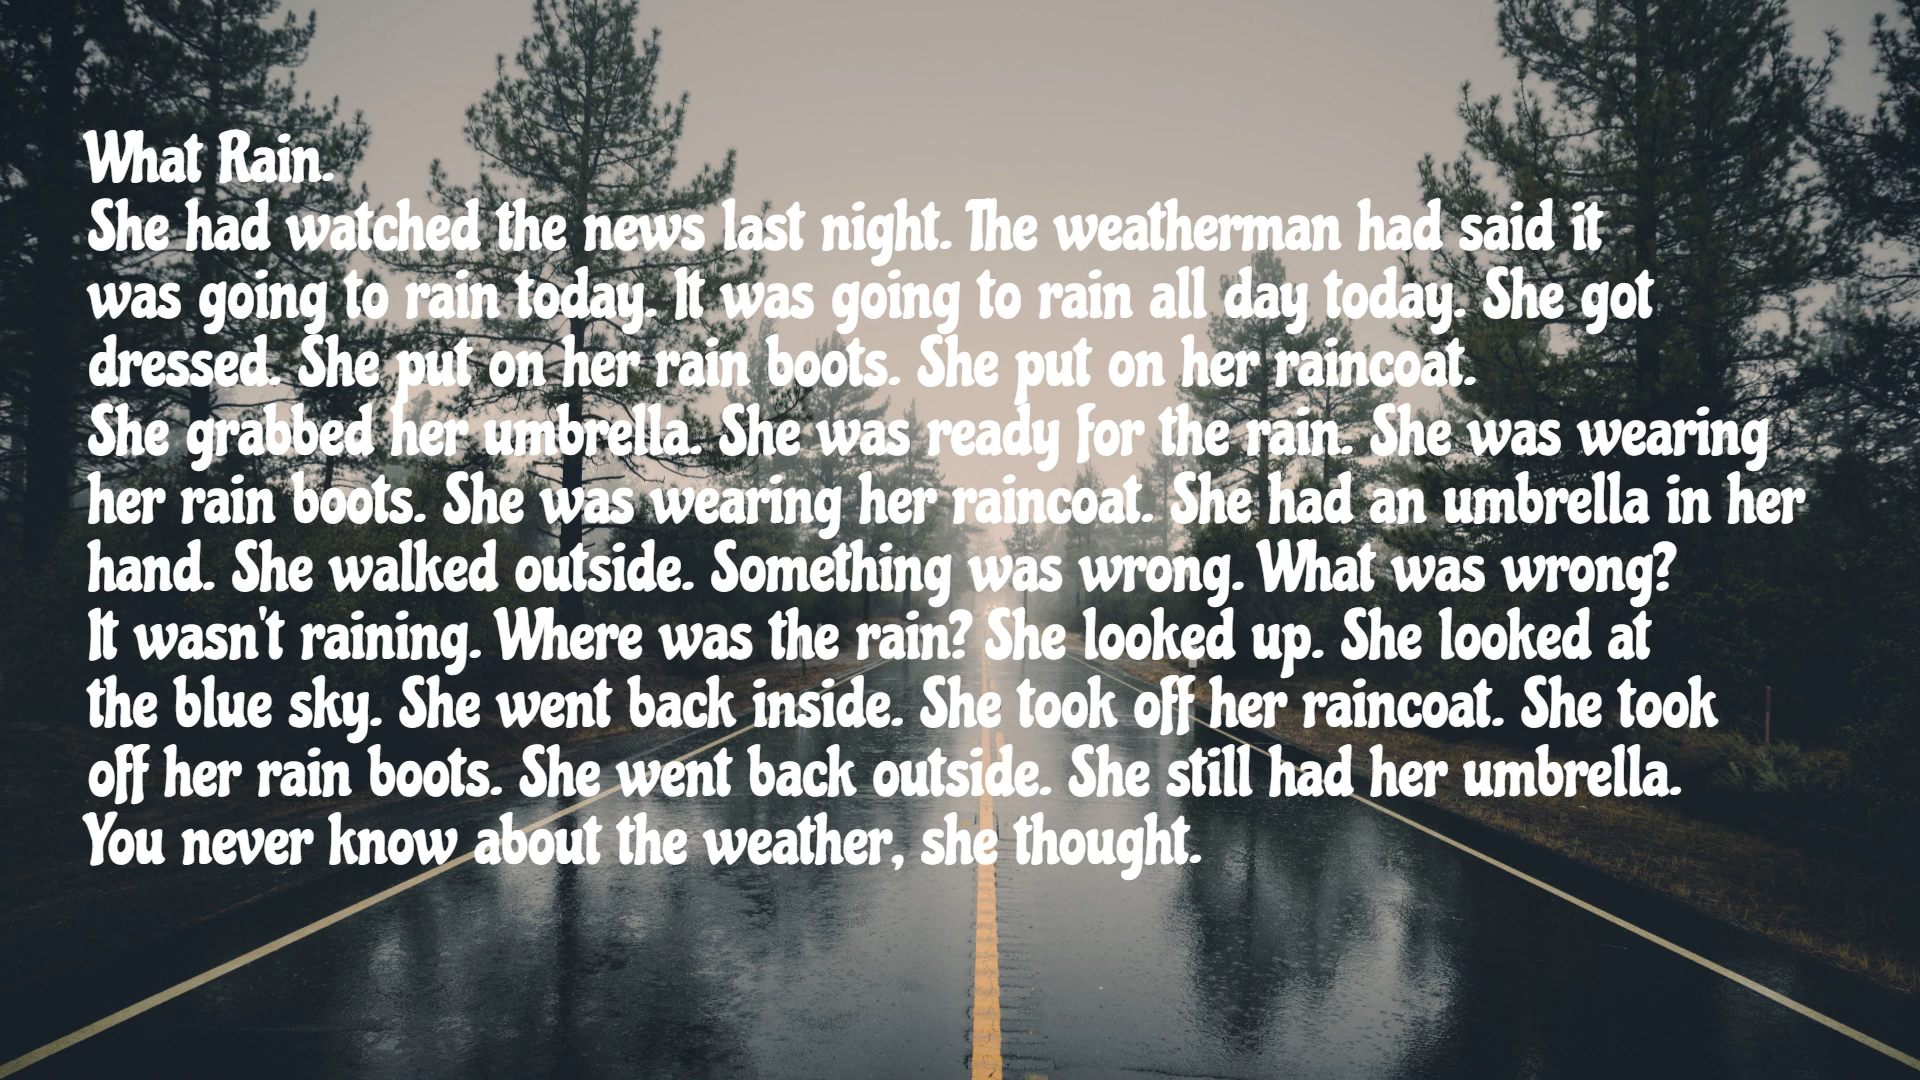 What Rain.
She had watched the news last night. The weatherman had said it
was going to rain today. It was going to rain all day today. She got
dressed. She put on her rain boots. She put on her raincoat.
She grabbed her umbrella. She was ready for the rain. She was wearing
her rain boots. She was wearing her raincoat. She had an umbrella in her
hand. She walked outside. Something was wrong. What was wrong?
It wasn't raining. Where was the rain? She looked up. She looked at
the blue sky. She went back inside. She took off her raincoat. She took
off her rain boots. She went back outside. She still had her umbrella.
You never know about the weather, she thought.